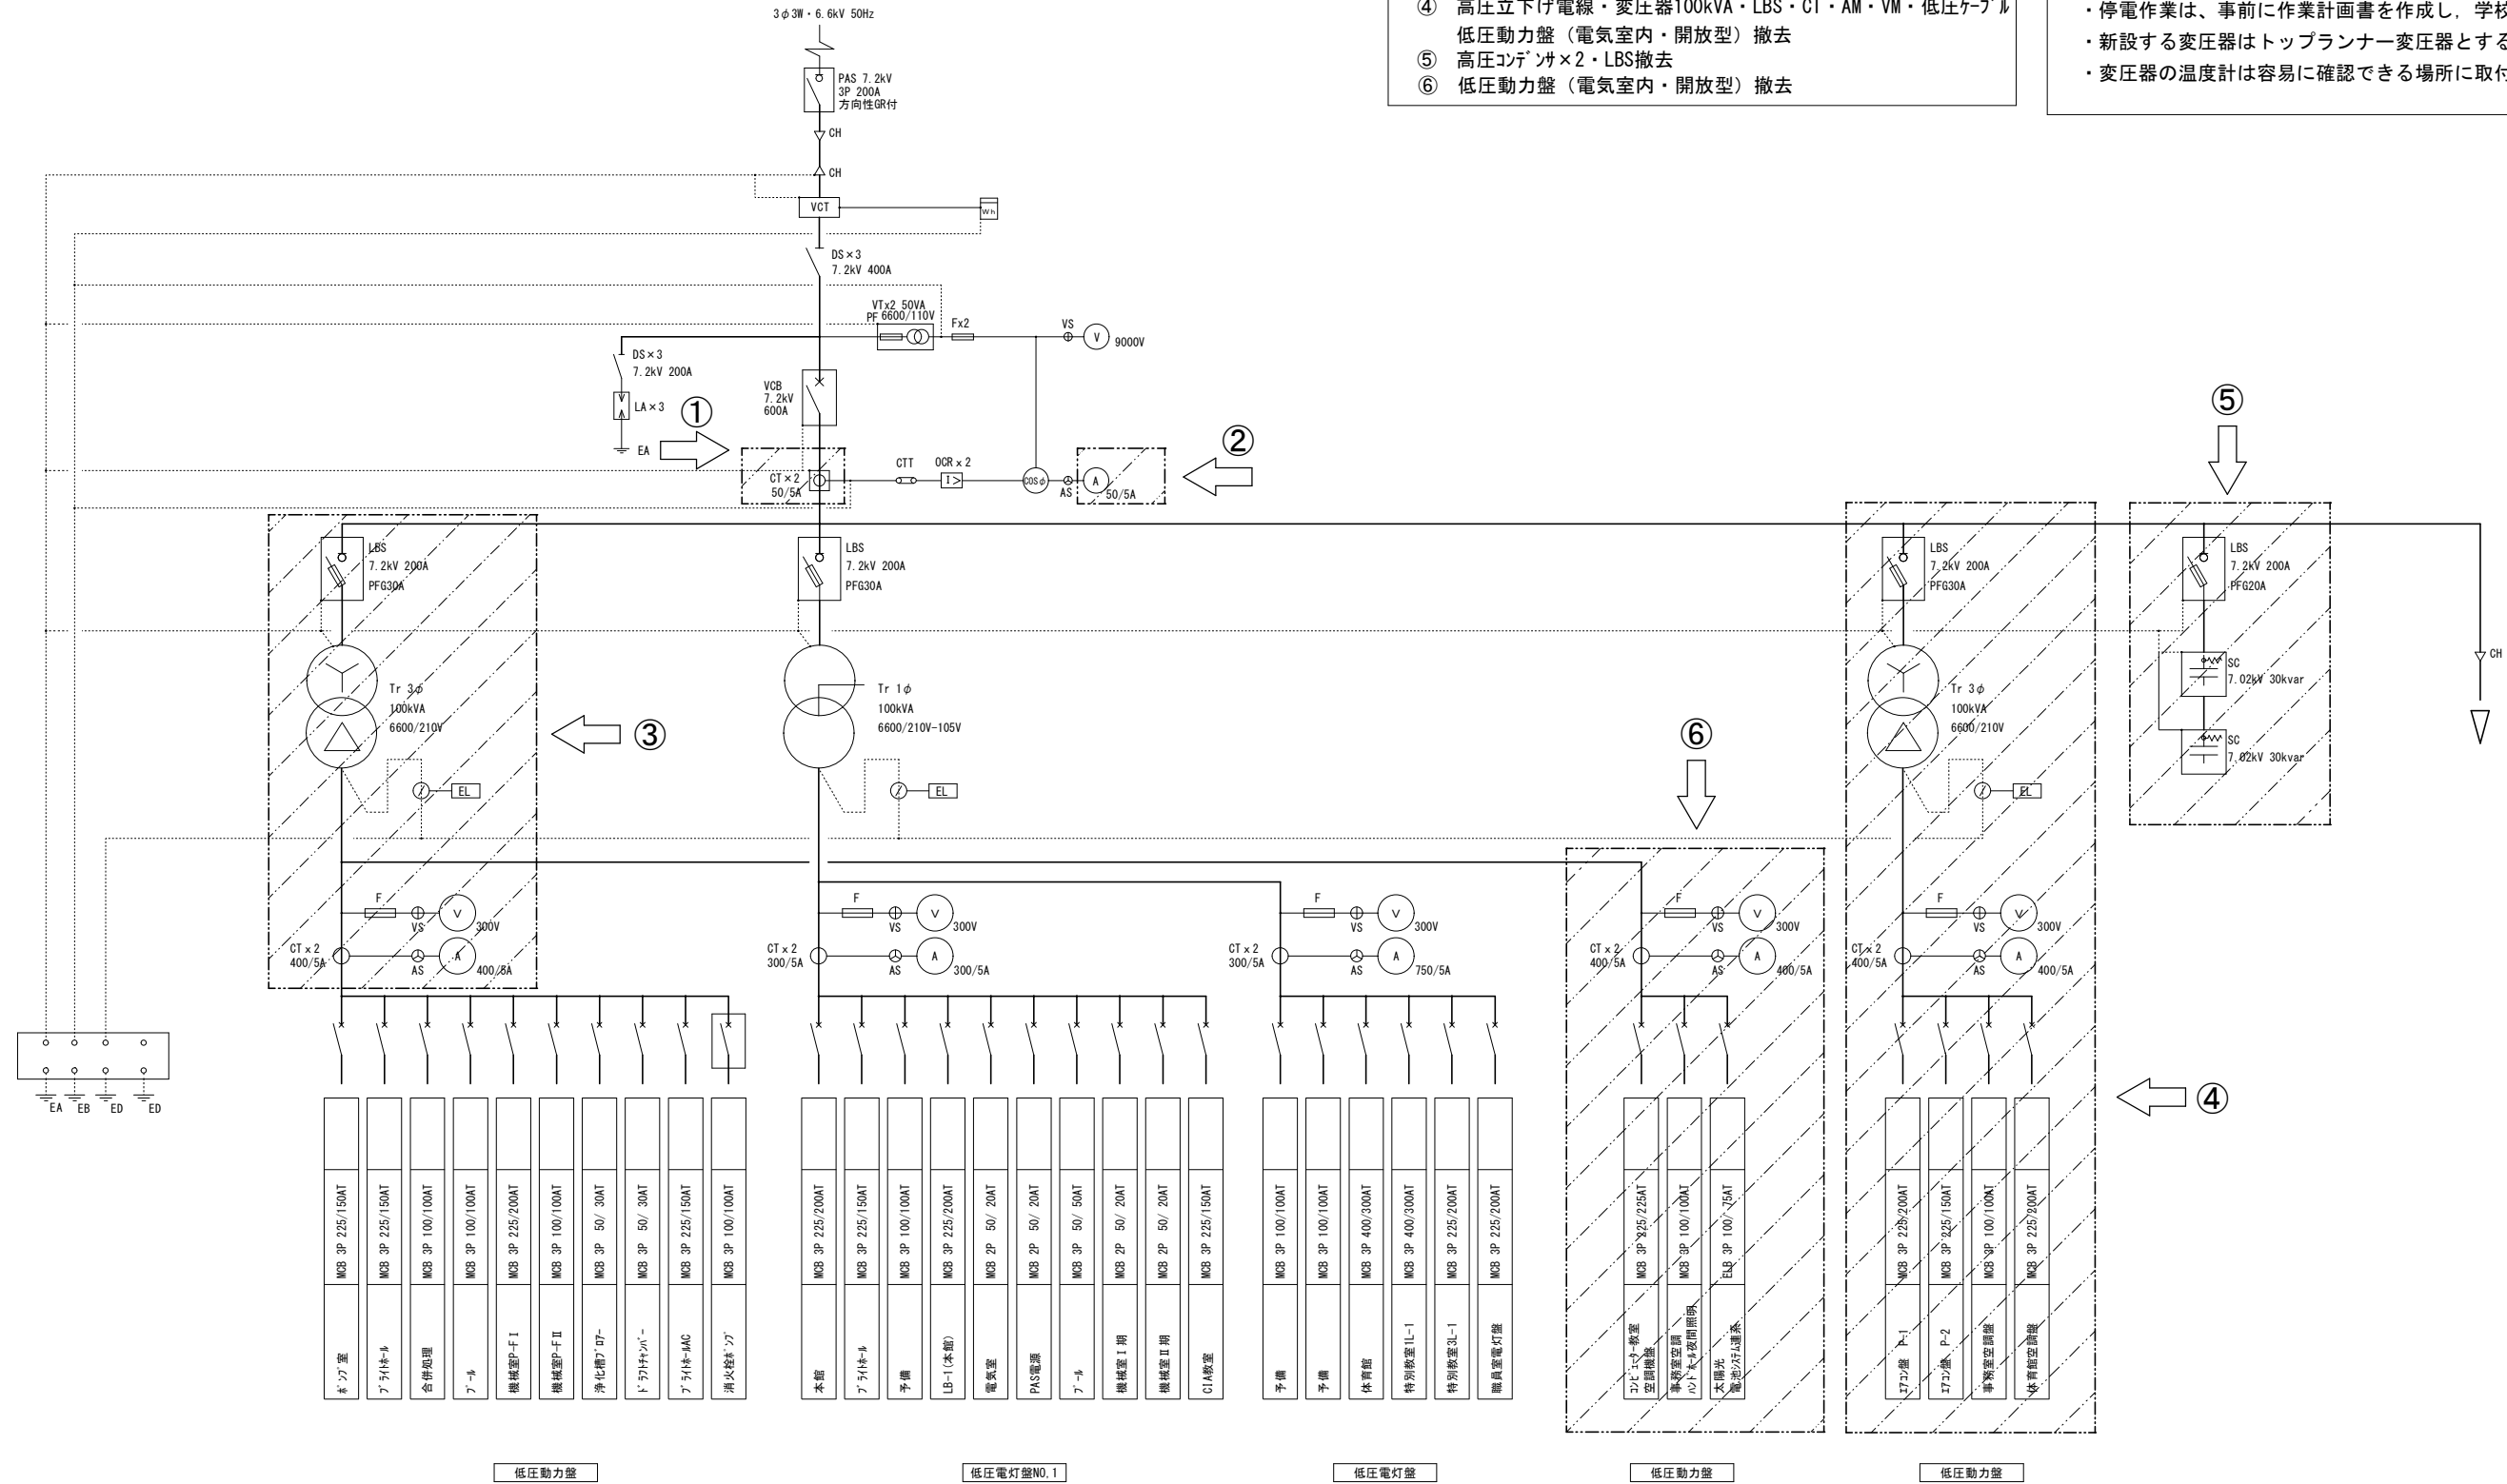 3φ3W・6.6kV 50Hz
④ 高圧立下げ電線・変圧器100kVA・LBS・CT・AM・VM・低圧ｹｰﾌﾞﾙ
低圧動力盤（電気室内・開放型）撤去
⑤ 高圧ｺﾝﾃﾞﾝｻ×2・LBS撤去
⑥ 低圧動力盤（電気室内・開放型）撤去
・停電作業は、事前に作業計画書を作成し，学校
・新設する変圧器はトップランナー変圧器とする
・変圧器の温度計は容易に確認できる場所に取付
PAS 7.2kV
3P 200A
方向性GR付
CH
CH
VCT
Wh
DS×3
7.2kV 400A
VTx2 50VA
PF 6600/110V
Fx2
VS
V
9000V
DS×3
7.2kV 200A
LA×3
EA
VCB
7.2kV
600A
①
②
⑤
CT×2
50/5A
CTT
OCR x 2
I>
COSφ
AS
A
50/5A
LBS
7.2kV 200A
PFG30A
LBS
7.2kV 200A
PFG30A
LBS
7.2kV 200A
PFG30A
LBS
7.2kV 200A
PFG20A
CH
Tr 3φ
100kVA
6600/210V
③
Tr 1φ
100kVA
6600/210V-105V
⑥
Tr 3φ
100kVA
6600/210V
SC
7.02kV 30kvar
SC
7.02kV 30kvar
EL
EL
EL
F
VS
V
300V
CT x 2
400/5A
AS
A
400/5A
F
VS
V
300V
CT x 2
300/5A
AS
A
300/5A
F
VS
V
300V
CT x 2
300/5A
AS
A
750/5A
F
VS
V
300V
CT x 2
400/5A
AS
A
400/5A
F
VS
V
300V
CT x 2
400/5A
AS
A
400/5A
④
EA
EB
ED
ED
MCB 3P 225/150AT
ﾎﾟﾝﾌﾟ室
MCB 3P 225/150AT
ﾌﾞﾗｲﾄﾎｰﾙ
MCB 3P 100/100AT
合併処理
MCB 3P 100/100AT
ﾌﾟｰﾙ
MCB 3P 225/200AT
機械室P-FⅠ
MCB 3P 100/100AT
機械室P-FⅡ
MCB 3P 50/ 30AT
浄化槽ﾌﾞﾛｱｰ
MCB 3P 50/ 30AT
ﾄﾞﾗﾌﾄﾁｬﾝﾊﾞｰ
MCB 3P 225/150AT
ﾌﾞﾗｲﾄﾎｰﾙAC
MCB 3P 100/100AT
消火栓ﾎﾟﾝﾌﾟ
MCB 3P 225/200AT
本館
MCB 3P 225/150AT
ﾌﾞﾗｲﾄﾎｰﾙ
MCB 3P 100/100AT
予備
MCB 3P 225/200AT
LB-1(本館)
MCB 2P 50/ 20AT
電気室
MCB 2P 50/ 20AT
PAS電源
MCB 3P 50/ 50AT
ﾌﾟｰﾙ
MCB 2P 50/ 20AT
機械室Ⅰ期
MCB 2P 50/ 20AT
機械室Ⅱ期
MCB 3P 225/150AT
CIA教室
MCB 3P 100/100AT
予備
MCB 3P 100/100AT
予備
MCB 3P 400/300AT
体育館
MCB 3P 400/300AT
特別教室1L-1
MCB 3P 225/200AT
特別教室3L-1
MCB 3P 225/200AT
職員室電灯盤
MCB 3P 225/225AT
ｺﾝﾋﾟｭｰﾀｰ教室
空調機盤
MCB 3P 100/100AT
事務室空調
ﾊﾝﾄﾞﾎｰﾙ夜間照明
ELB 3P 100/ 75AT
太陽光
電池ｼｽﾃﾑ連系
MCB 3P 225/200AT
ｴｱｺﾝ盤 P-1
MCB 3P 225/150AT
ｴｱｺﾝ盤 P-2
MCB 3P 100/100AT
事務室空調盤
MCB 3P 225/200AT
体育館空調盤
低圧動力盤
低圧電灯盤NO,1
低圧電灯盤
低圧動力盤
低圧動力盤